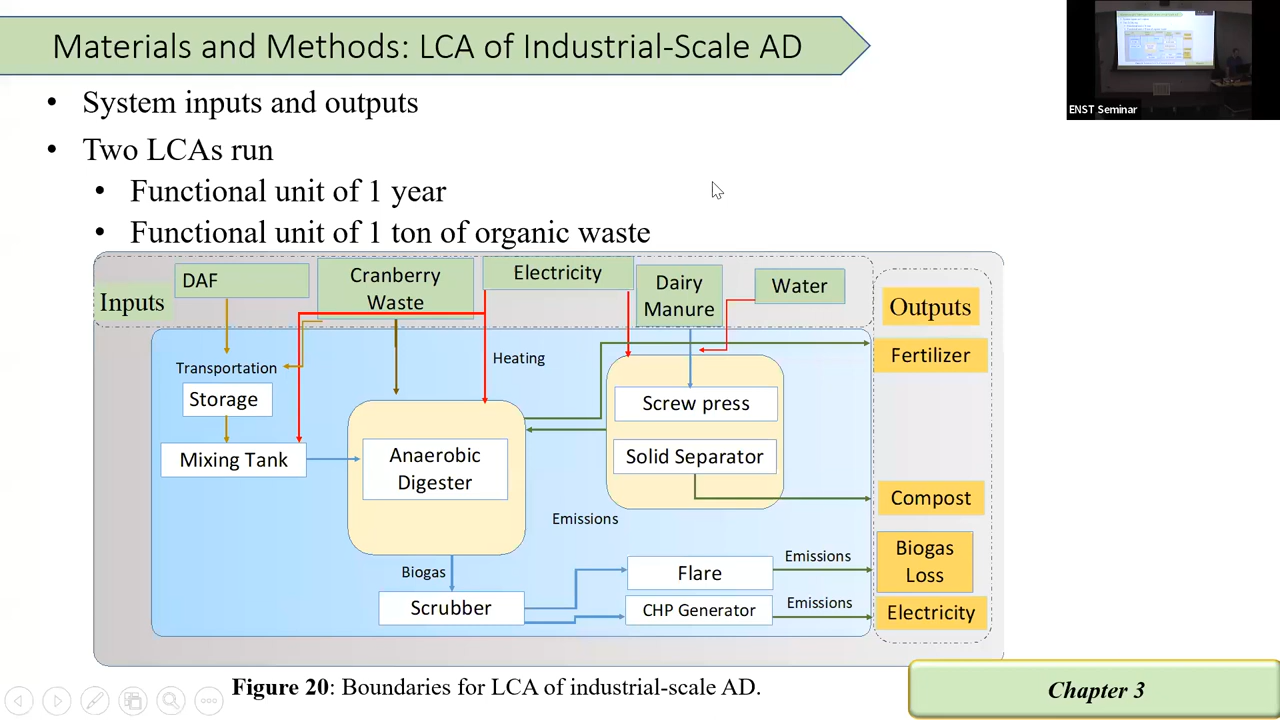 Materials and Methods: LCA of Industrial-Scale AD
ENST Seminar
• System inputs and outputs
• Two LCAs run
• Functional unit of 1 year
• Functional unit of 1 ton of organic waste
Inputs
DAF
Cranberry
Waste
Electricity
Dairy
Manure
Water
Outputs
Transportation
Heating
Fertilizer
Storage
Screw press
Mixing Tank
Anaerobic
Digester
Solid Separator
Compost
Emissions
Biogas
Flare
Emissions
Biogas
Loss
Scrubber
CHP Generator
Emissions
Electricity
Figure 20: Boundaries for LCA of industrial-scale AD.
Chapter 3